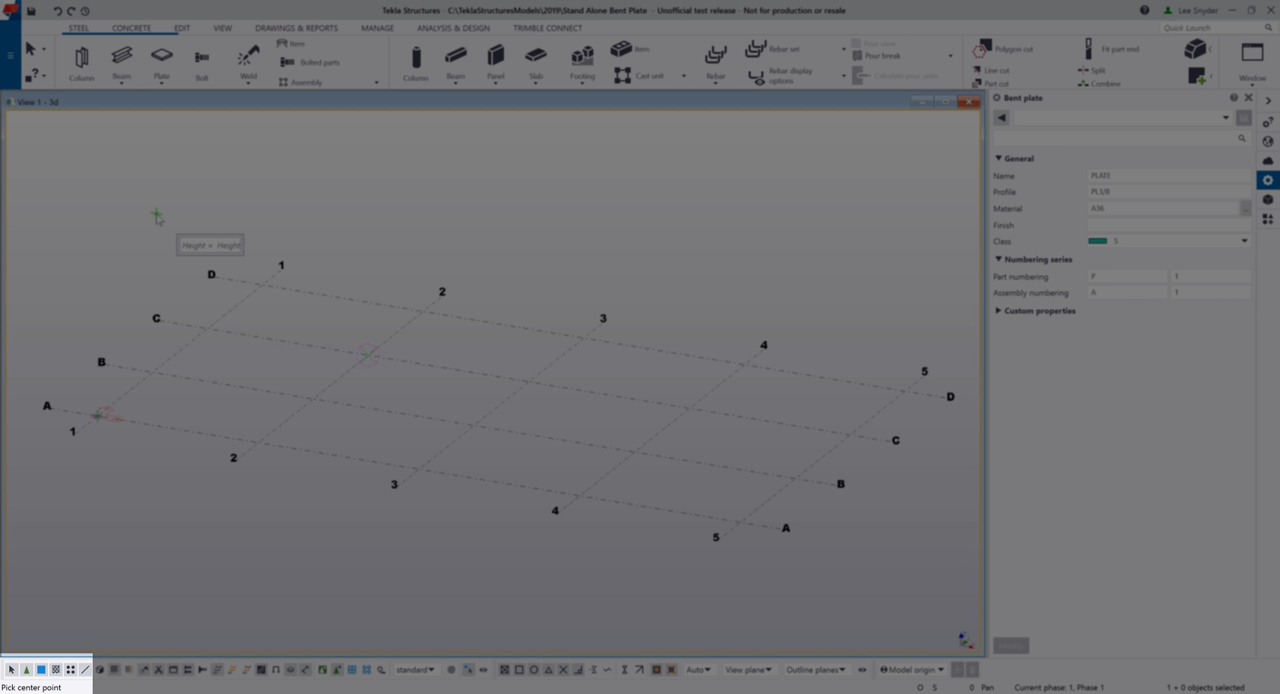 Tekla Structures - C:\TeklaStructuresModels\2019\Stand Alone Bent Plate - Unofficial test release - Not for production or resale
Lee Snyder
STEEL CONCRETE EDIT VIEW DRAWINGS & REPORTS MANAGE ANALYSIS & DESIGN TRIMBLE CONNECT
Quick Launch
Column Beam Plate Bolt Weld
Item
Bolted parts
Assembly
Column Beam Panel Slab Footing
Item
Cast unit
Rebar
Rebar set
Rebar display options
Pour view
Pour break
Calculate pour units
Polygon cut
Line cut
Part cut
Fit part end
Split
Combine
Window
View 1 - 3d
Bent plate
General
Name PLATE
Profile PL3/8
Material A36
Finish
Class 5
Numbering series
Part numbering P 1
Assembly numbering A 1
Custom properties
Height = Height
D 1
2
C 3
B 4
A 5
1 D
2 C
3 B
4 A
5
Modify
standard Auto View plane Outline planes Model origin
Pick center point
O S 0 Pan Current phase: 1, Phase 1 1 + 0 objects selected